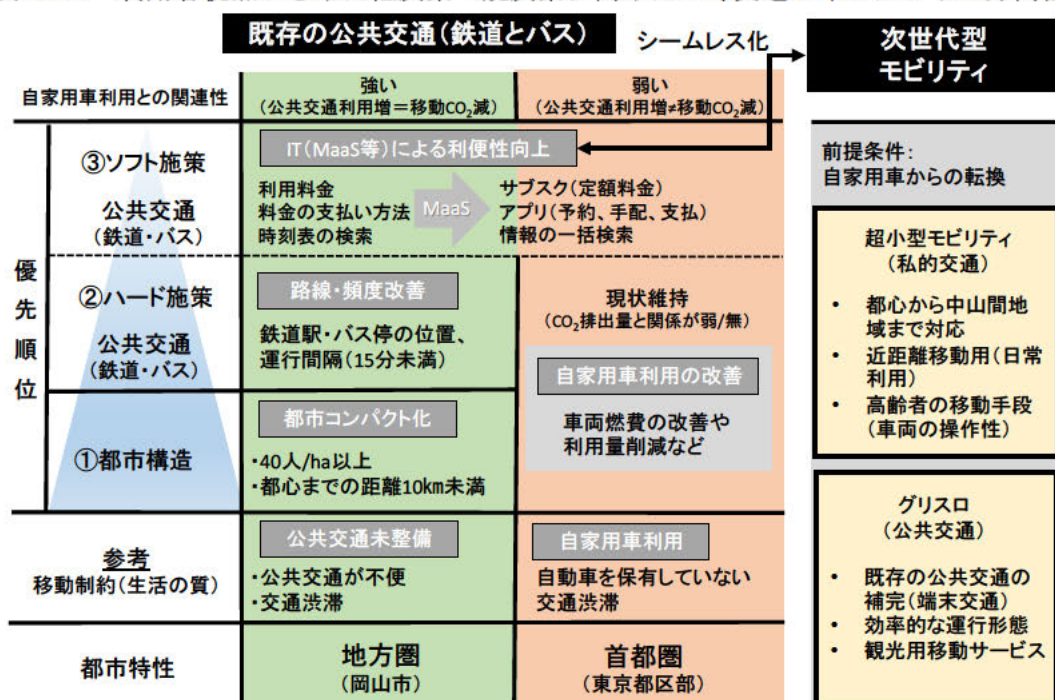 既存の公共交通(鉄道とバス)
シームレス化
次世代型
モビリティ
自家用車利用との関連性
強い
(公共交通利用増＝移動CO₂減)
弱い
(公共交通利用増≠移動CO₂減)
優先順位
③ソフト施策
公共交通
(鉄道・バス)
IT(MaaS等)による利便性向上
利用料金
料金の支払い方法
時刻表の検索
MaaS
サブスク(定額料金)
アプリ(予約、手配、支払)
情報の一括検索
②ハード施策
公共交通
(鉄道・バス)
路線・頻度改善
鉄道駅・バス停の位置、
運行間隔(15分未満)
現状維持
(CO₂排出量と関係が弱/無)
自家用車利用の改善
車両燃費の改善や
利用量削減など
①都市構造
都市コンパクト化
・40人/ha以上
・都心までの距離10km未満
参考
移動制約(生活の質)
公共交通未整備
・公共交通が不便
・交通渋滞
自家用車利用
自動車を保有していない
交通渋滞
都市特性
地方圏
(岡山市)
首都圏
(東京都区部)
前提条件：
自家用車からの転換
超小型モビリティ
(私的交通)
• 都心から中山間地
域まで対応
• 近距離移動用(日常
利用)
• 高齢者の移動手段
(車両の操作性)
グリスロ
(公共交通)
• 既存の公共交通の
補完(端末交通)
• 効率的な運行形態
• 観光用移動サービス